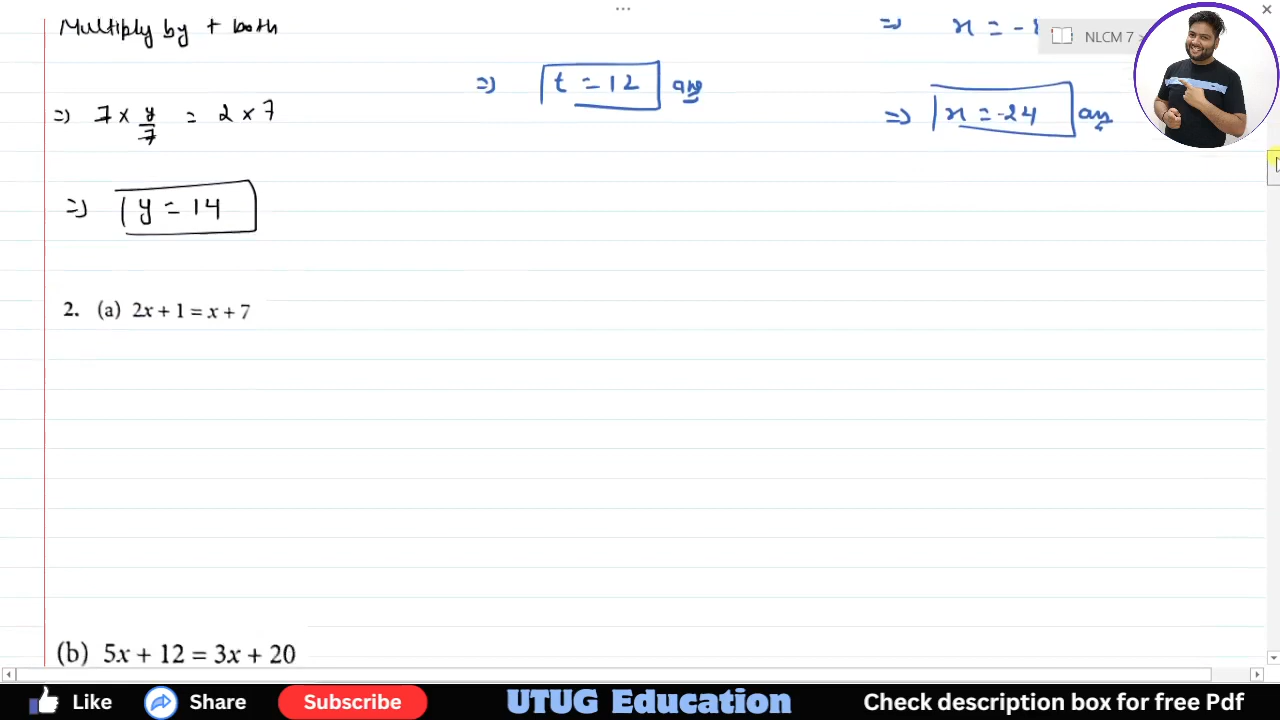 Multiply by 7 both
⇒ 7 × y/7 = 2 × 7
⇒ y = 14
⇒ t = 12 ans
⇒ x = -
⇒ x = -24 ans
NLCM 7 >
2. (a) 2x + 1 = x + 7
(b) 5x + 12 = 3x + 20
Like
Share
Subscribe
UTUG Education
Check description box for free Pdf